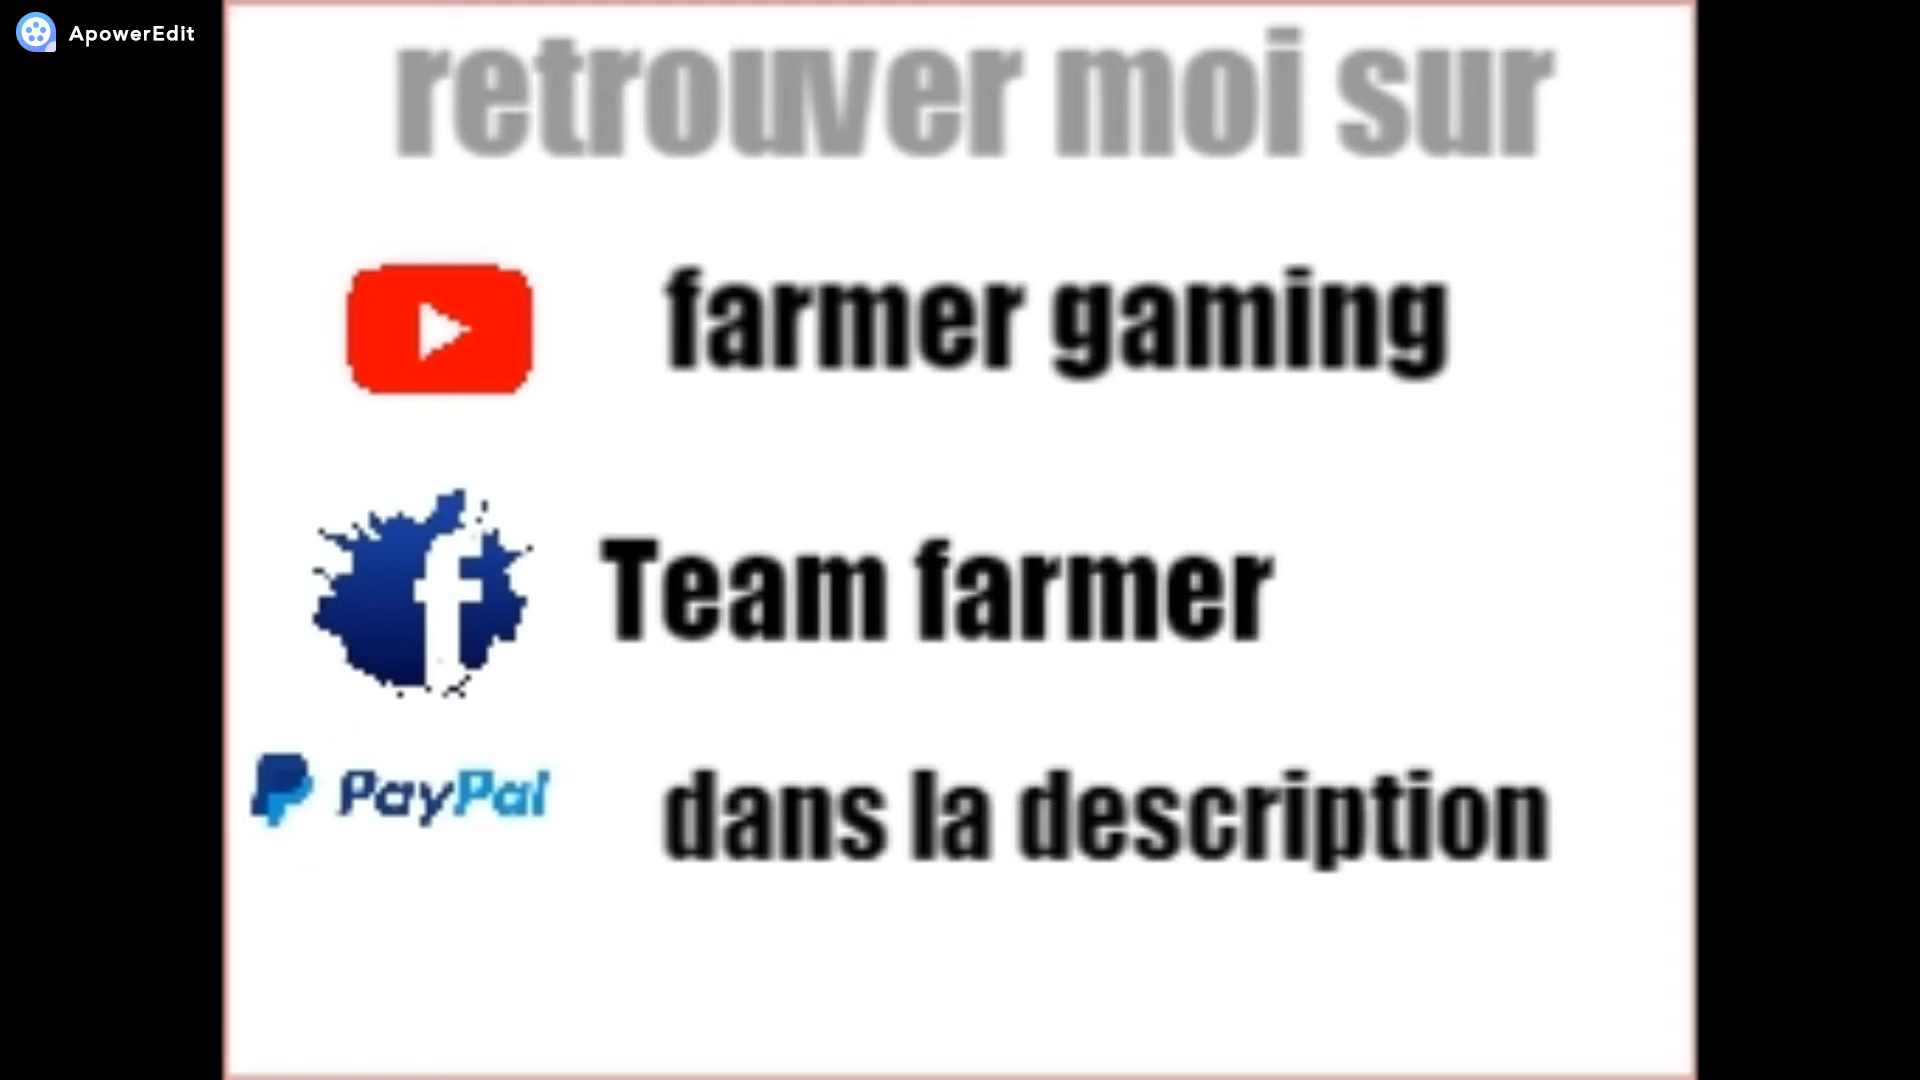 ApowerEdit
retrouver moi sur
farmer gaming
Team farmer
PayPal dans la description